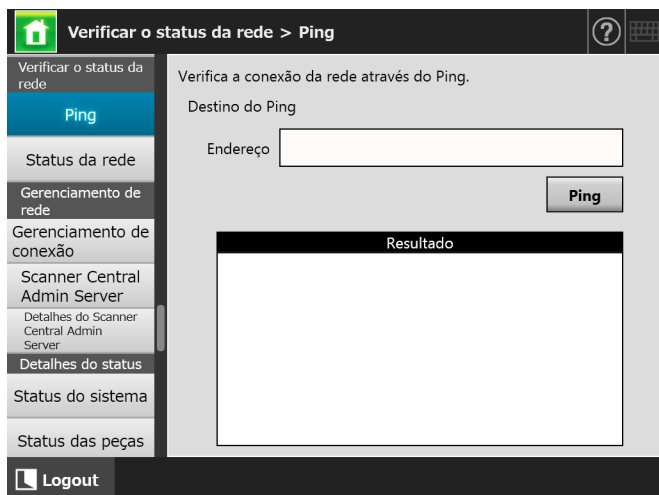 Verificar o status da rede > Ping
?
Verificar o status da
rede
Ping
Status da rede
Gerenciamento de
rede
Gerenciamento de
conexão
Scanner Central
Admin Server
Detalhes do Scanner
Central Admin
Server
Detalhes do status
Status do sistema
Status das peças
Verifica a conexão da rede através do Ping.
Destino do Ping
Endereço
Ping
Resultado
Logout